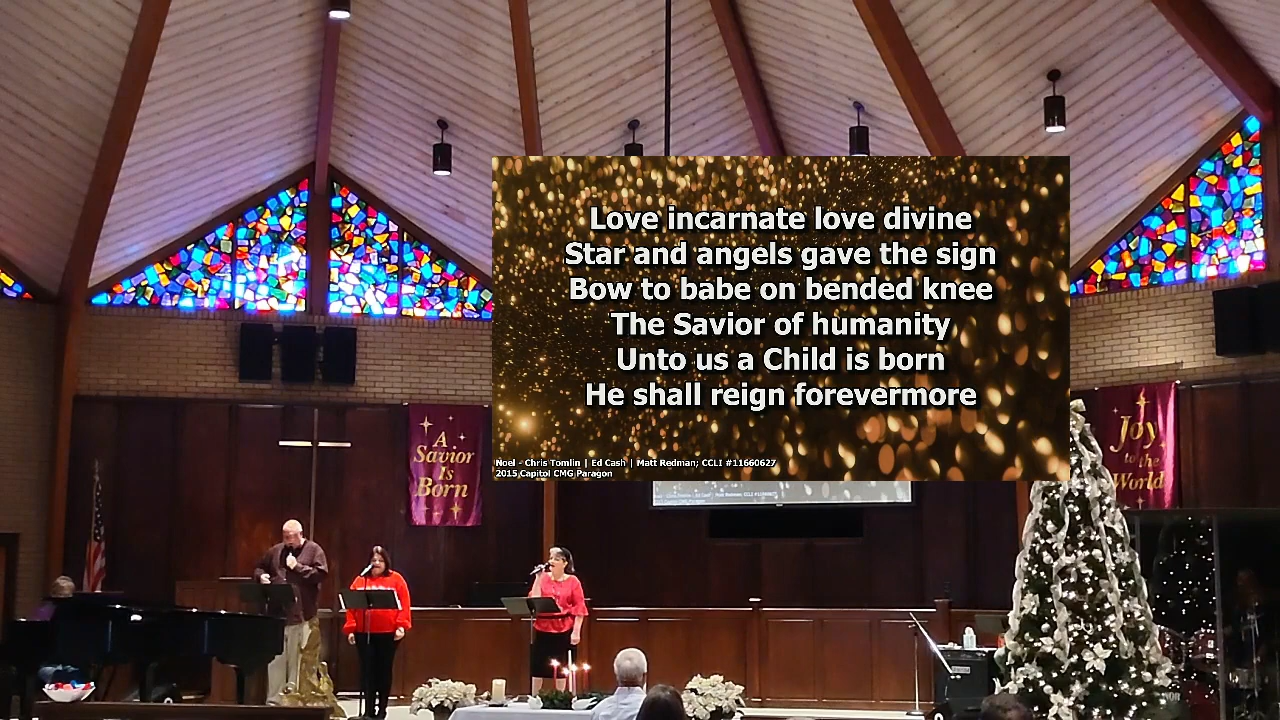 Love incarnate love divine
Star and angels gave the sign
Bow to babe on bended knee
The Savior of humanity
Unto us a Child is born
He shall reign forevermore
Noel - Chris Tomlin | Ed Cash | Matt Redman; CCLI #11660627
2015 Capitol CMG Paragon
A
Savior
Is
Born
Joy
to the
World